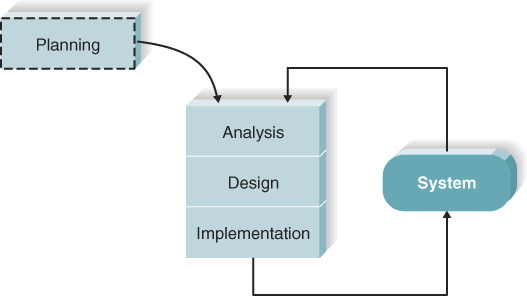 Planning
Analysis
Design
System
Implementation